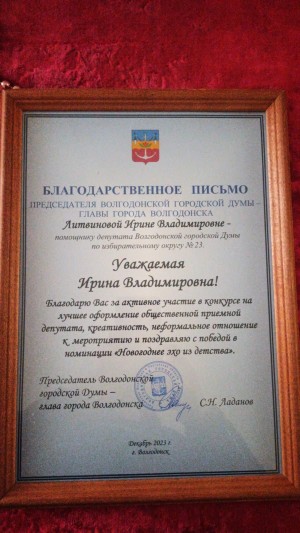 БЛАГОДАРСТВЕННОЕ ПИСЬМО
ПРЕДСЕДАТЕЛЯ ВОЛГОДОНСКОЙ ГОРОДСКОЙ ДУМЫ –
ГЛАВЫ ГОРОДА ВОЛГОДОНСКА
Литвиновой Ирине Владимировне -
помощнику депутата Волгодонской городской Думы
по избирательному округу № 23.
Уважаемая
Ирина Владимировна!
Благодарю Вас за активное участие в конкурсе на
лучшее оформление общественной приемной
депутата, креативность, неформальное отношение
к мероприятию и поздравляю с победой в
номинации «Новогоднее эхо из детства».
Председатель Волгодонской
городской Думы –
глава города Волгодонска С.Н. Ладанов
Декабрь 2023 г
г. Волгодонск